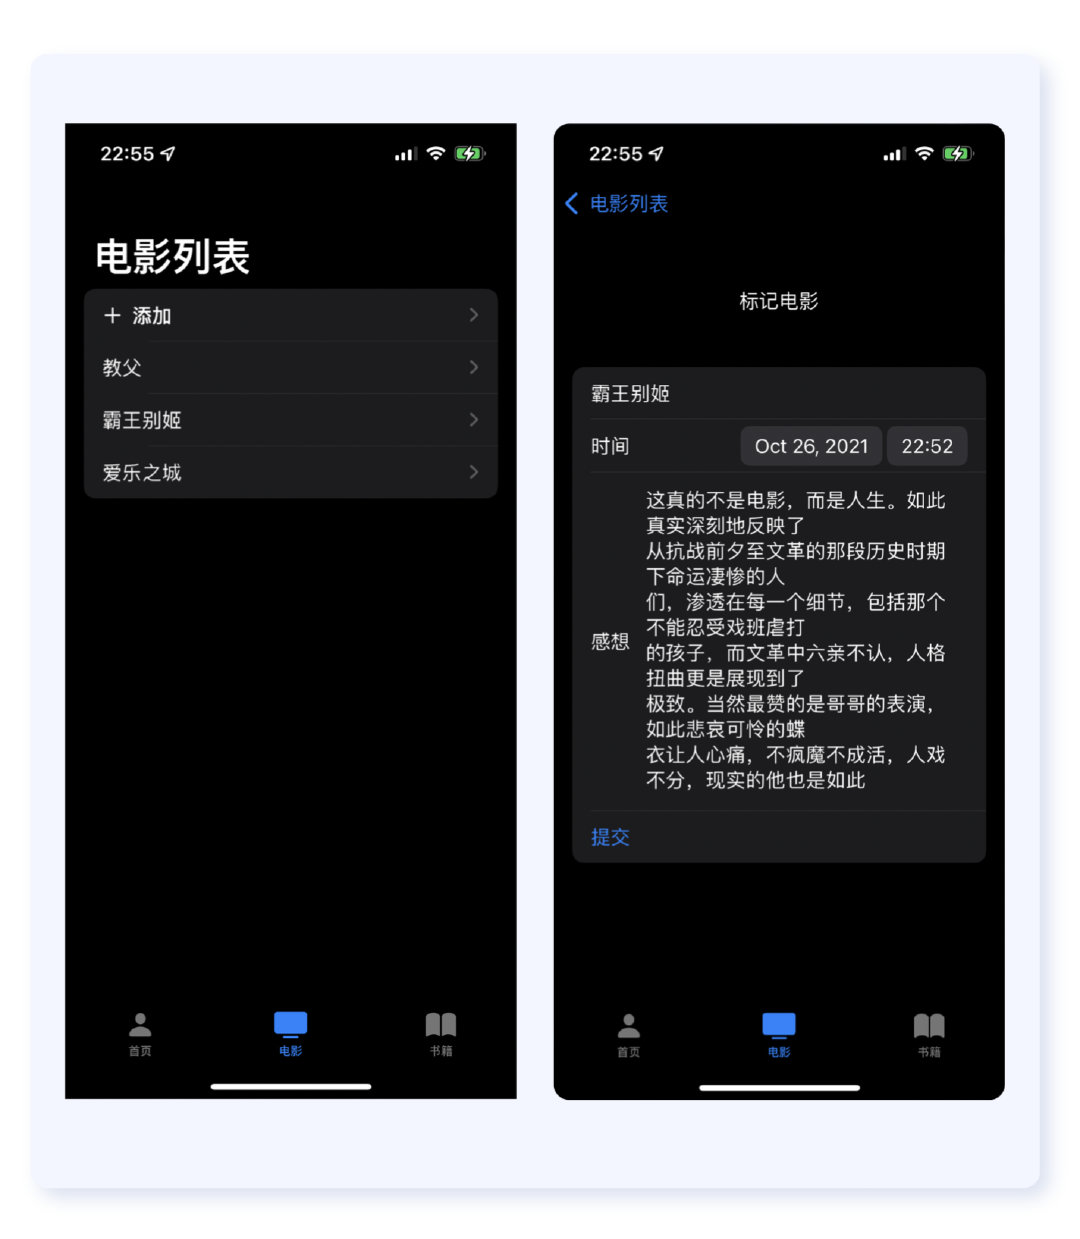 22:55
电影列表
+ 添加
教父
霸王别姬
爱乐之城
首页
电影
书籍
22:55
电影列表
标记电影
霸王别姬
时间
Oct 26, 2021
22:52
感想
这真的不是电影，而是人生。如此
真实深刻地反映了
从抗战前夕至文革的那段历史时期
下命运凄惨的人
们，渗透在每一个细节，包括那个
不能忍受戏班虐打
的孩子，而文革中六亲不认，人格
扭曲更是展现到了
极致。当然最赞的是哥哥的表演，
如此悲哀可怜的蝶
衣让人心痛，不疯魔不成活，人戏
不分，现实的他也是如此
提交
首页
电影
书籍